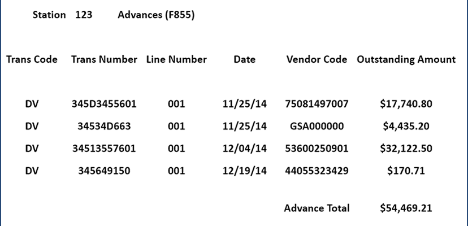 Station 123 Advances (F855)
Trans Code Trans Number Line Number Date Vendor Code Outstanding Amount
DV 345D3455601 001 11/25/14 75081497007 $17,740.80
DV 34534D663 001 11/25/14 GSA000000 $4,435.20
DV 34513557601 001 12/04/14 53600250901 $32,122.50
DV 345649150 001 12/19/14 44055323429 $170.71
Advance Total $54,469.21